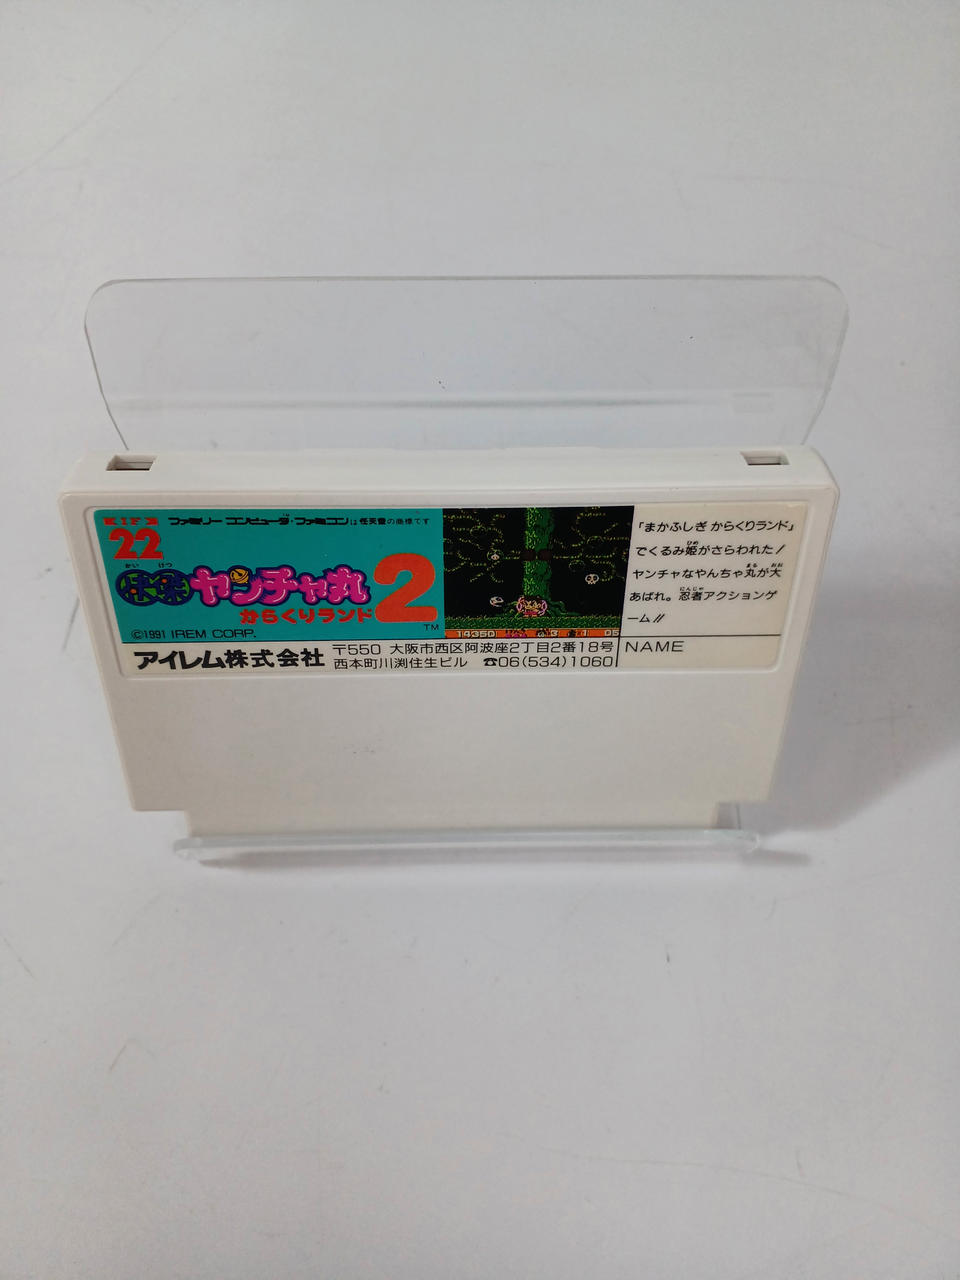 ファミリー コンピュータ・ファミコンは任天堂の商標です
22
かい けつ
快傑ヤンチャ丸2
からくりランド
TM
©1991 IREM CORP.
14350
05
「まかふしぎ からくりランド」
でくるみ姫がさらわれた!
ヤンチャなやんちゃ丸が大
あばれ。忍者アクションゲ
ーム!!
アイレム株式会社
〒550 大阪市西区阿波座2丁目2番18号
西本町川渕住生ビル ☎06(534)1060
NAME